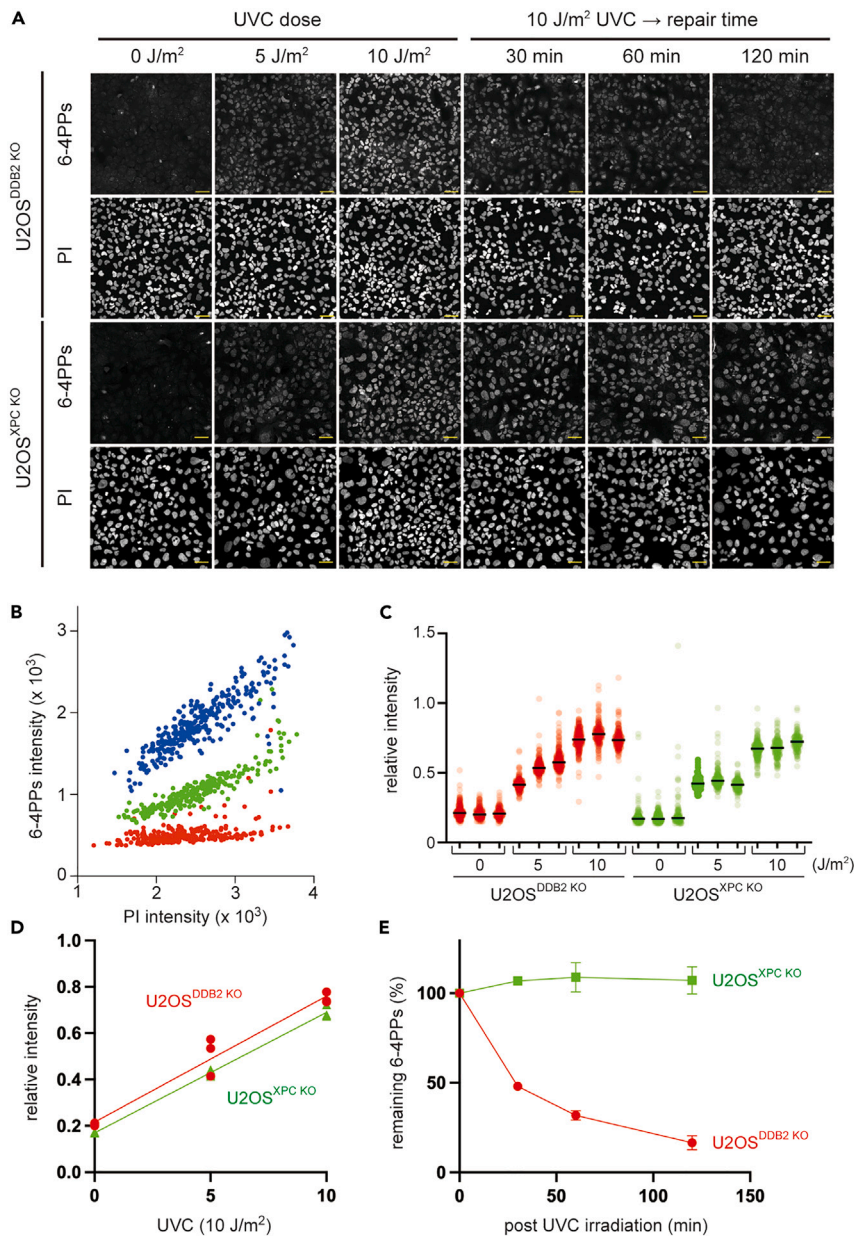 A
UVC dose
10 J/m² UVC → repair time
0 J/m²
5 J/m²
10 J/m²
30 min
60 min
120 min
U2OS^DDB2 KO
6-4PPs
PI
U2OS^XPC KO
6-4PPs
PI
B
6-4PPs intensity (x 10³)
3
2
1
0
1
2
3
4
PI intensity (x 10³)
C
relative intensity
1.5
1.0
0.5
0
0
5
10
0
5
10
(J/m²)
U2OS^DDB2 KO
U2OS^XPC KO
D
relative intensity
1.0
0.8
0.6
0.4
0.2
0.0
U2OS^DDB2 KO
U2OS^XPC KO
0
5
10
UVC (10 J/m²)
E
remaining 6-4PPs (%)
100
50
0
U2OS^XPC KO
U2OS^DDB2 KO
0
50
100
150
post UVC irradiation (min)